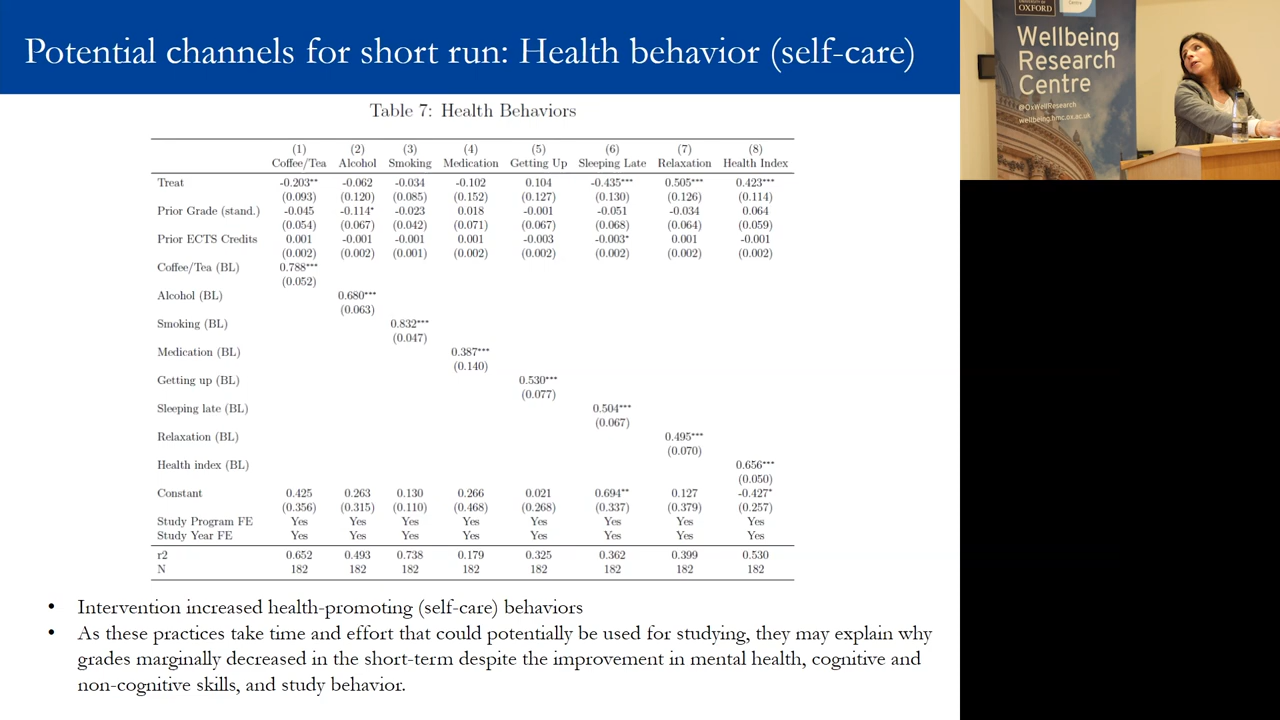 Potential channels for short run: Health behavior (self-care)
Table 7: Health Behaviors
(1) (2) (3) (4) (5) (6) (7) (8)
Coffee/Tea Alcohol Smoking Medication Getting Up Sleeping Late Relaxation Health Index
Treat -0.203** -0.062 -0.034 -0.102 0.104 -0.435*** 0.505*** 0.423***
(0.093) (0.120) (0.085) (0.152) (0.127) (0.130) (0.126) (0.114)
Prior Grade (stand.) -0.045 -0.114* -0.023 0.018 -0.001 -0.051 -0.034 0.064
(0.054) (0.067) (0.042) (0.071) (0.067) (0.068) (0.064) (0.059)
Prior ECTS Credits 0.001 -0.001 -0.001 0.001 -0.003 -0.003* 0.001 -0.001
(0.002) (0.002) (0.001) (0.002) (0.002) (0.002) (0.002) (0.002)
Coffee/Tea (BL) 0.788***
(0.052)
Alcohol (BL) 0.680***
(0.063)
Smoking (BL) 0.832***
(0.047)
Medication (BL) 0.387***
(0.140)
Getting up (BL) 0.530***
(0.077)
Sleeping late (BL) 0.504***
(0.067)
Relaxation (BL) 0.495***
(0.070)
Health index (BL) 0.656***
(0.050)
Constant 0.425 0.263 0.130 0.266 0.021 0.694** 0.127 -0.427*
(0.356) (0.315) (0.110) (0.468) (0.268) (0.337) (0.379) (0.257)
Study Program FE Yes Yes Yes Yes Yes Yes Yes Yes
Study Year FE Yes Yes Yes Yes Yes Yes Yes Yes
r2 0.652 0.493 0.738 0.179 0.325 0.362 0.399 0.530
N 182 182 182 182 182 182 182 182
• Intervention increased health-promoting (self-care) behaviors
• As these practices take time and effort that could potentially be used for studying, they may explain why
grades marginally decreased in the short-term despite the improvement in mental health, cognitive and
non-cognitive skills, and study behavior.
OXFORD
Wellbeing
Research
Centre
@OxWellResearch
wellbeing.hmc.ox.ac.uk